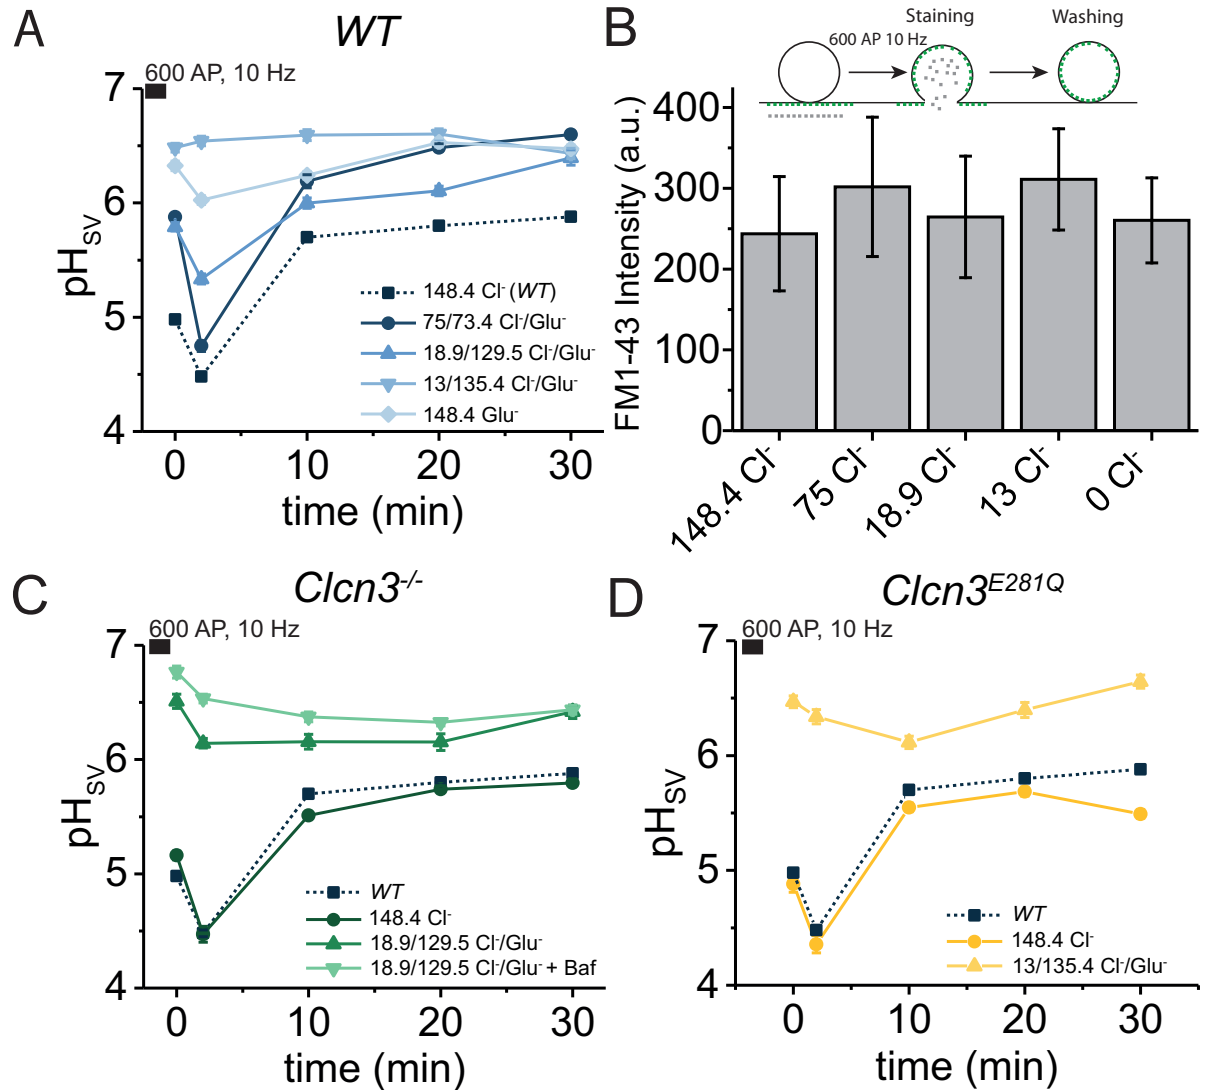 A
WT
600 AP, 10 Hz
7
6
5
4
pH_SV
0 10 20 30
time (min)
148.4 Cl⁻ (WT)
75/73.4 Cl⁻/Glu⁻
18.9/129.5 Cl⁻/Glu⁻
13/135.4 Cl⁻/Glu⁻
148.4 Glu⁻
B
Staining
Washing
600 AP 10 Hz
FM1-43 Intensity (a.u.)
400
300
200
100
0
148.4 Cl⁻
75 Cl⁻
18.9 Cl⁻
13 Cl⁻
0 Cl⁻
C
Clcn3⁻/⁻
600 AP, 10 Hz
7
6
5
4
pH_SV
0 10 20 30
time (min)
WT
148.4 Cl⁻
18.9/129.5 Cl⁻/Glu⁻
18.9/129.5 Cl⁻/Glu⁻ + Baf
D
Clcn3^E281Q
600 AP, 10 Hz
7
6
5
4
pH_SV
0 10 20 30
time (min)
WT
148.4 Cl⁻
13/135.4 Cl⁻/Glu⁻